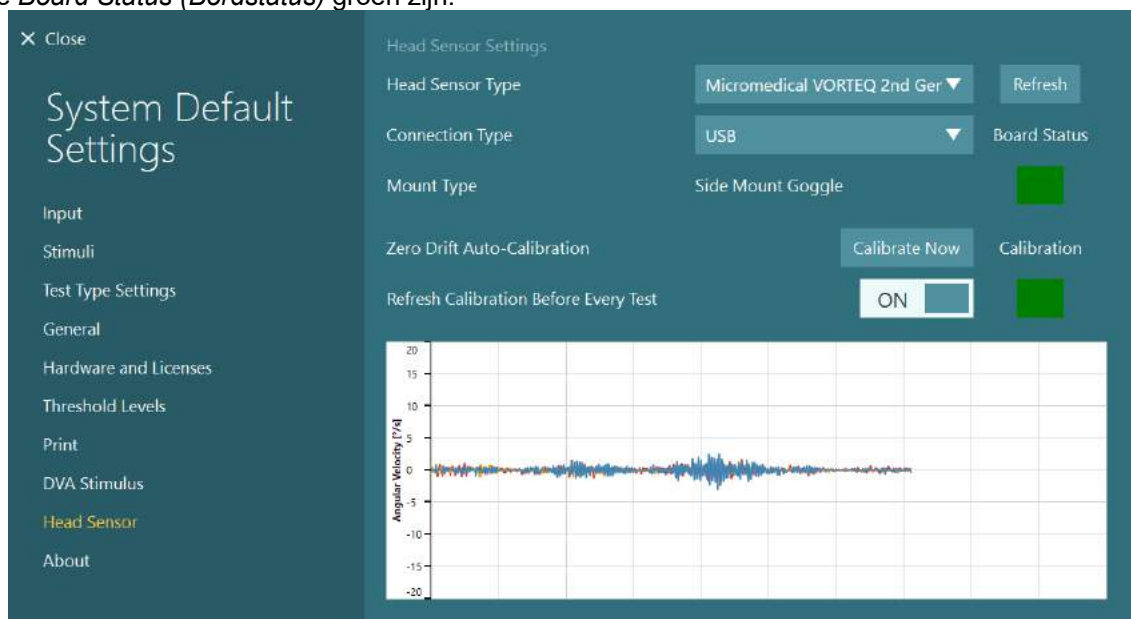 Board Status (Bordstatus) groen zijn.
Close
System Default
Settings
Input
Stimuli
Test Type Settings
General
Hardware and Licenses
Threshold Levels
Print
DVA Stimulus
Head Sensor
About
Head Sensor Settings
Head Sensor Type
Micromedical VORTEQ 2nd Ger
Refresh
Connection Type
USB
Board Status
Mount Type
Side Mount Goggle
Zero Drift Auto-Calibration
Calibrate Now
Calibration
Refresh Calibration Before Every Test
ON
Angular Velocity [°/s]
20
15
10
5
0
-5
-10
-15
-20